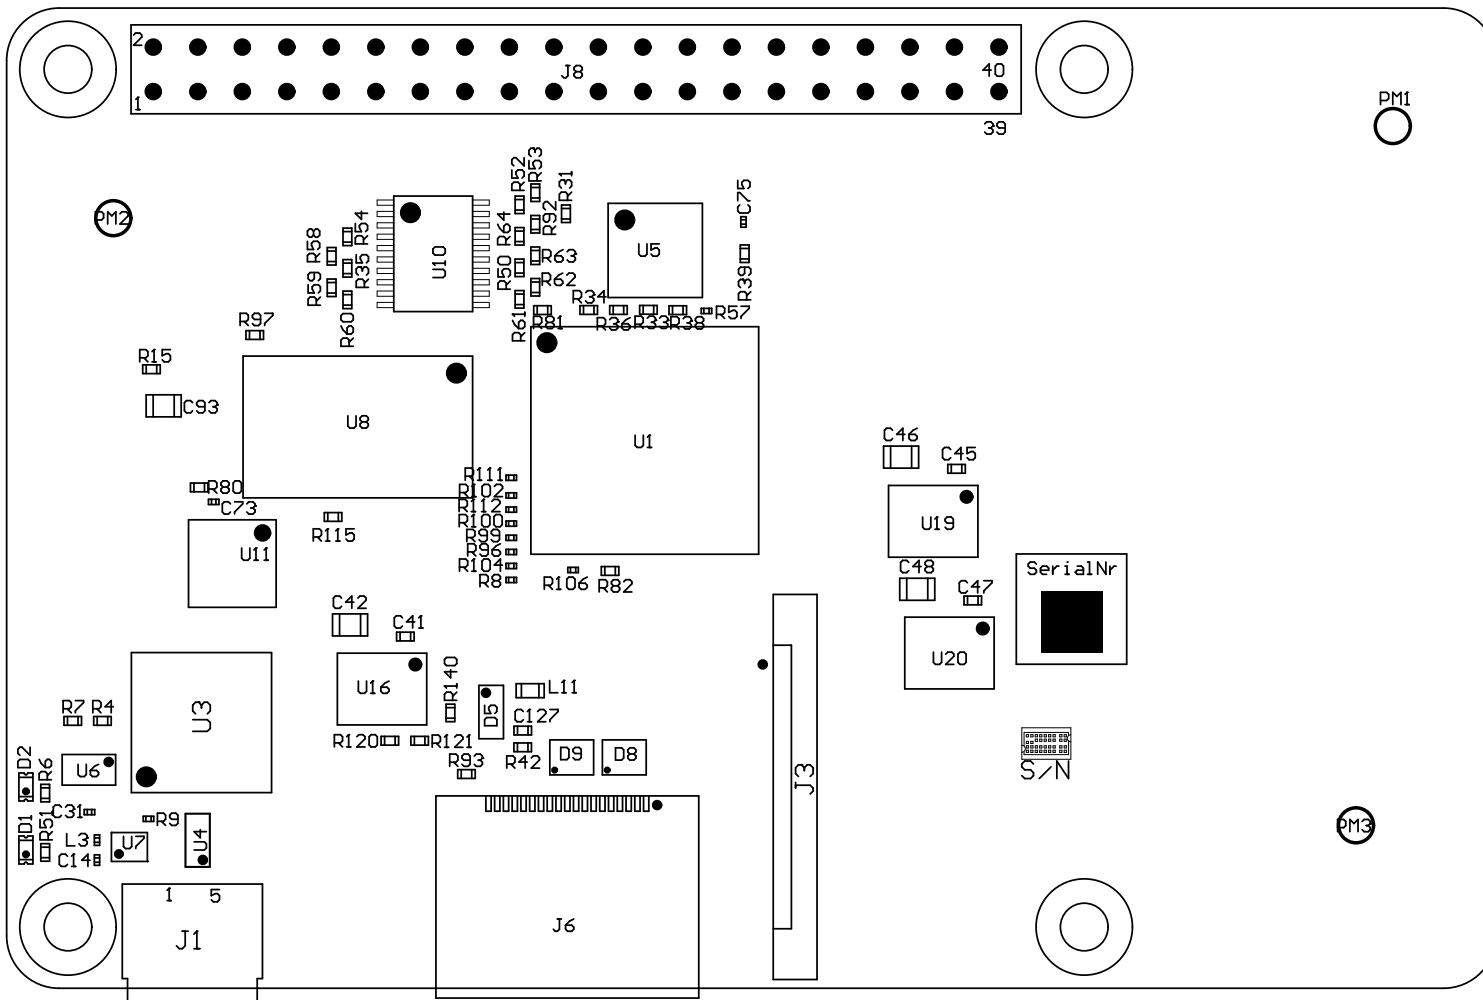 2
J8
40
1
39
PM1
PM2
R52
R53
R31
C75
R58
R54
U10
R64
R92
U5
R59
R35
R50
R63
R62
R39
R60
R61
R81
R34
R36
R33
R38
R57
R97
R15
C93
U8
U1
R111
R102
R112
R100
R99
R96
R104
R8
R80
C73
R115
U11
R106
R82
C46
C45
U19
C48
C47
U20
SerialNr
C42
C41
U16
R140
D5
L11
C127
R42
D9
D8
R120
R121
R93
R7
R4
U3
D2
R6
U6
C31
D1
R51
L3
C14
U7
R9
U4
J3
S/N
PM3
1
5
J1
J6